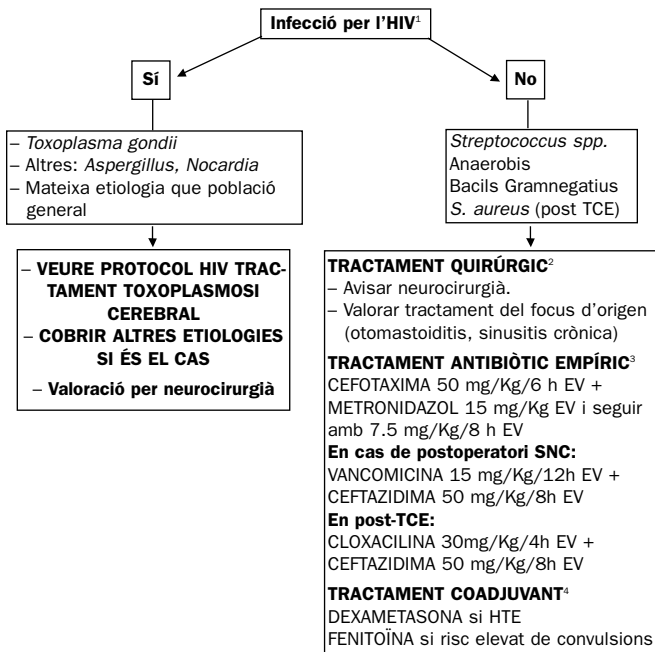 Infecció per l'HIV¹
Sí
No
– Toxoplasma gondii
– Altres: Aspergillus, Nocardia
– Mateixa etiologia que població
general
Streptococcus spp.
Anaerobis
Bacils Gramnegatius
S. aureus (post TCE)
– VEURE PROTOCOL HIV TRAC-
TAMENT TOXOPLASMOSI
CEREBRAL
– COBRIR ALTRES ETIOLOGIES
SI ÉS EL CAS
– Valoració per neurocirurgià
TRACTAMENT QUIRÚRGIC²
– Avisar neurocirurgià.
– Valorar tractament del focus d'origen
(otomastoiditis, sinusitis crònica)
TRACTAMENT ANTIBIÒTIC EMPÍRIC³
CEFOTAXIMA 50 mg/Kg/6 h EV +
METRONIDAZOL 15 mg/Kg EV i seguir
amb 7.5 mg/Kg/8 h EV
En cas de postoperatori SNC:
VANCOMICINA 15 mg/Kg/12h EV +
CEFTAZIDIMA 50 mg/Kg/8h EV
En post-TCE:
CLOXACILINA 30mg/Kg/4h EV +
CEFTAZIDIMA 50 mg/Kg/8h EV
TRACTAMENT COADJUVANT⁴
DEXAMETASONA si HTE
FENITOÏNA si risc elevat de convulsions